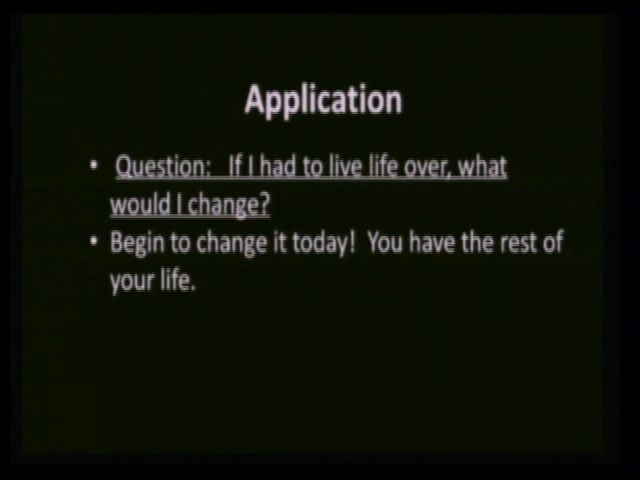 Application
• Question:   If I had to live life over, what
would I change?
• Begin to change it today!  You have the rest of
your life.